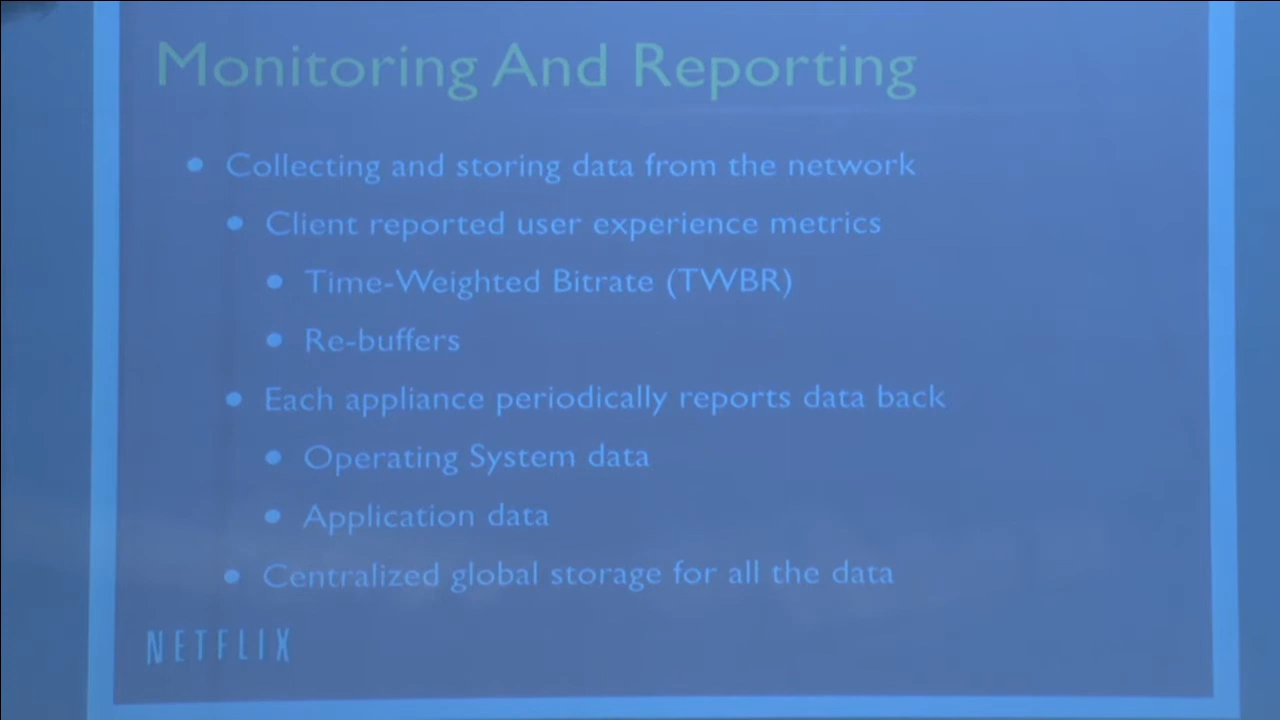 Monitoring And Reporting
Collecting and storing data from the network
Client reported user experience metrics
Time-Weighted Bitrate (TWBR)
Re-buffers
Each appliance periodically reports data back
Operating System data
Application data
Centralized global storage for all the data
NETFLIX